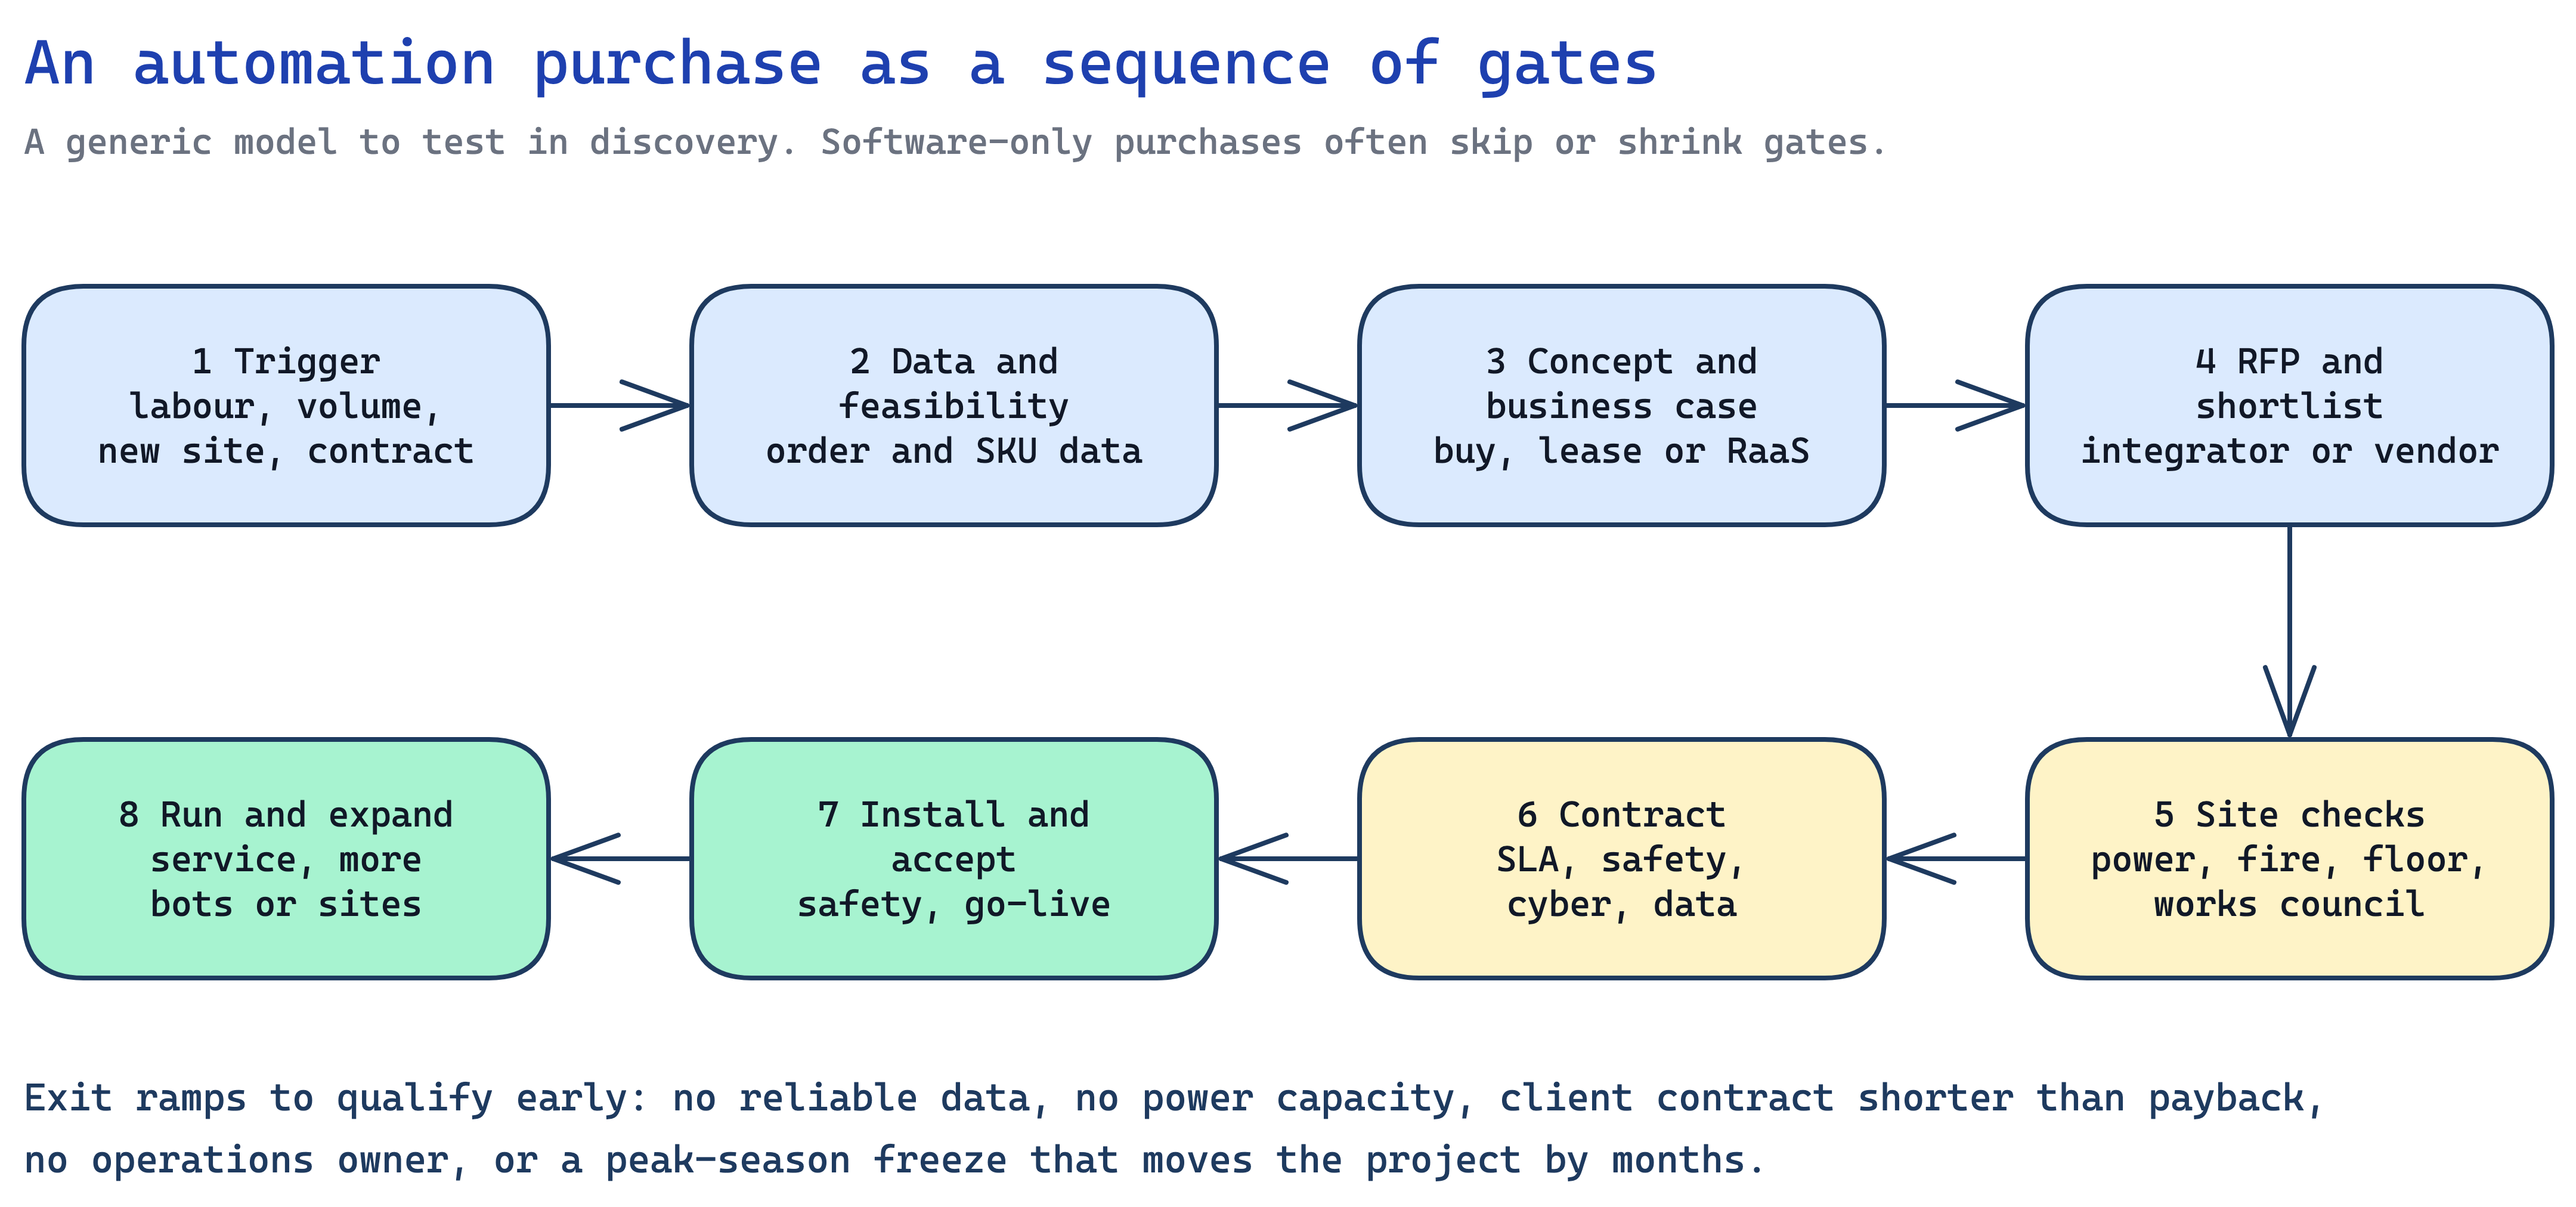 An automation purchase as a sequence of gates
A generic model to test in discovery. Software-only purchases often skip or shrink gates.
1 Trigger
labour, volume,
new site, contract
2 Data and
feasibility
order and SKU data
3 Concept and
business case
buy, lease or RaaS
4 RFP and
shortlist
integrator or vendor
5 Site checks
power, fire, floor,
works council
6 Contract
SLA, safety,
cyber, data
7 Install and
accept
safety, go-live
8 Run and expand
service, more
bots or sites
Exit ramps to qualify early: no reliable data, no power capacity, client contract shorter than payback,
no operations owner, or a peak-season freeze that moves the project by months.